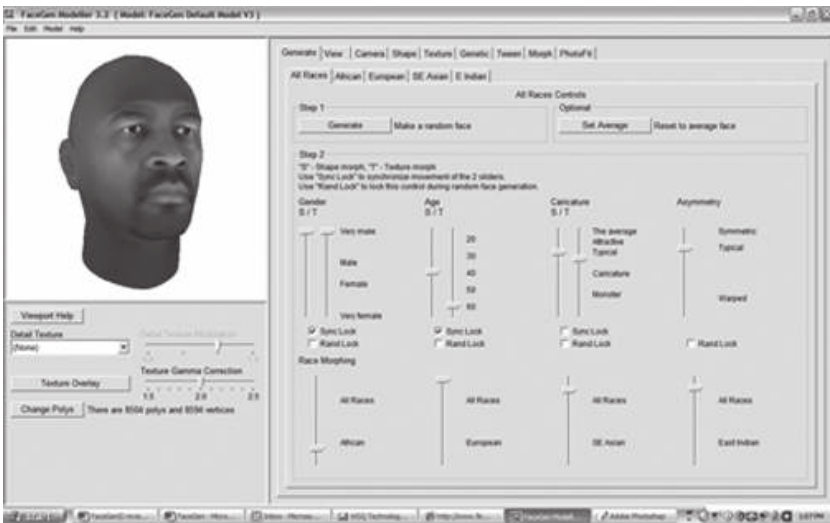 FaceGen Modeller 3.2 ( Model: FaceGen Default Model V3 )
File Edit Model Help
Generate View Camera Shape Texture Genetic Tween Morph PhotoFit
All Races African European SE Asian E Indian
All Races Controls
Step 1
Generate Make a random face
Optional
Set Average Reset to average face
Step 2
"S" - Shape morph, "T" - Texture morph
Use "Sync Lock" to synchronize movement of the 2 sliders.
Use "Rand Lock" to lock this control during random face generation.
Gender
S / T
Very male
Male
Female
Very female
Sync Lock
Rand Lock
Age
S / T
20
30
40
50
60
Sync Lock
Rand Lock
Caricature
S / T
The average
Attractive
Typical
Caricature
Monster
Sync Lock
Rand Lock
Asymmetry
Symmetric
Typical
Warped
Rand Lock
Race Morphing
All Races
African
All Races
European
All Races
SE Asian
All Races
East Indian
Viewport Help
Detail Texture
(None)
Detail Texture Modulation
Texture Overlay
Texture Gamma Correction
1.5 2.0 2.5
Change Polys There are 8504 polys and 8594 vertices
Adobe Photoshop